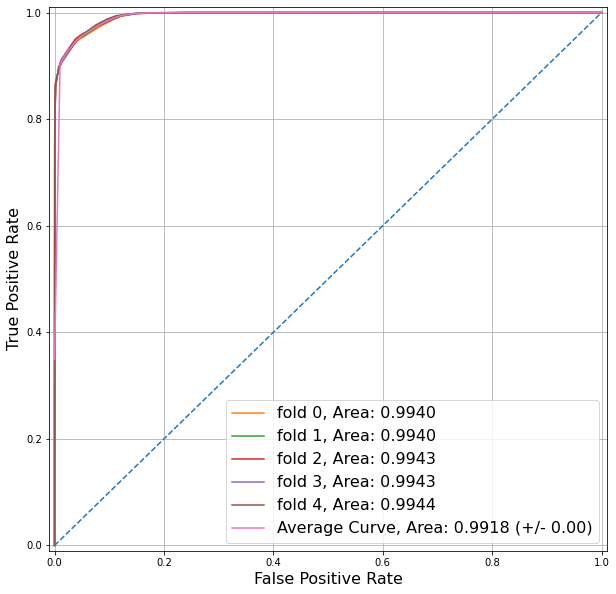 1.0
0.8
0.6
0.4
0.2
0.0
True Positive Rate
fold 0, Area: 0.9940
fold 1, Area: 0.9940
fold 2, Area: 0.9943
fold 3, Area: 0.9943
fold 4, Area: 0.9944
Average Curve, Area: 0.9918 (+/- 0.00)
0.0 0.2 0.4 0.6 0.8 1.0
False Positive Rate